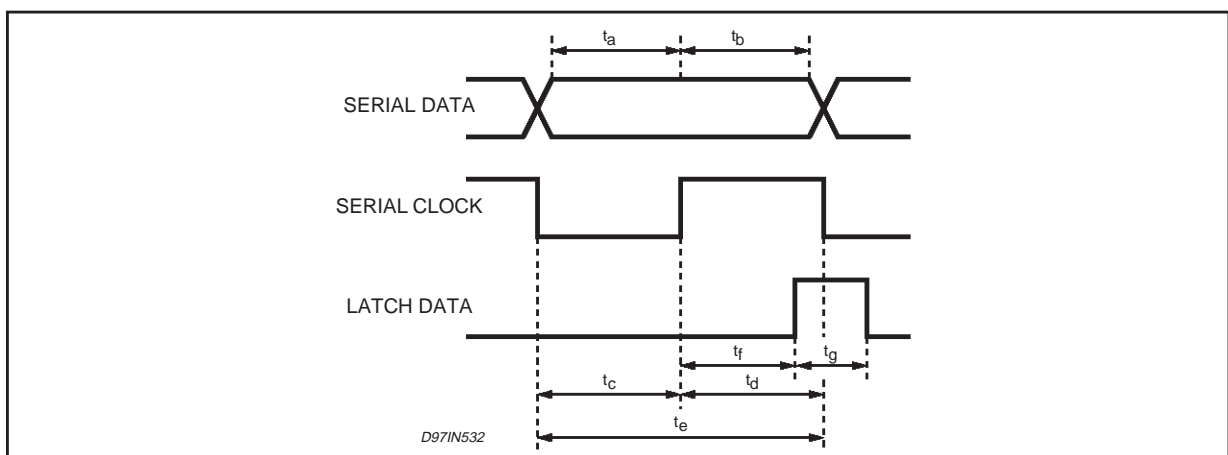 ta tb
SERIAL DATA
SERIAL CLOCK
LATCH DATA
tf tg
tc td
te
D97IN532